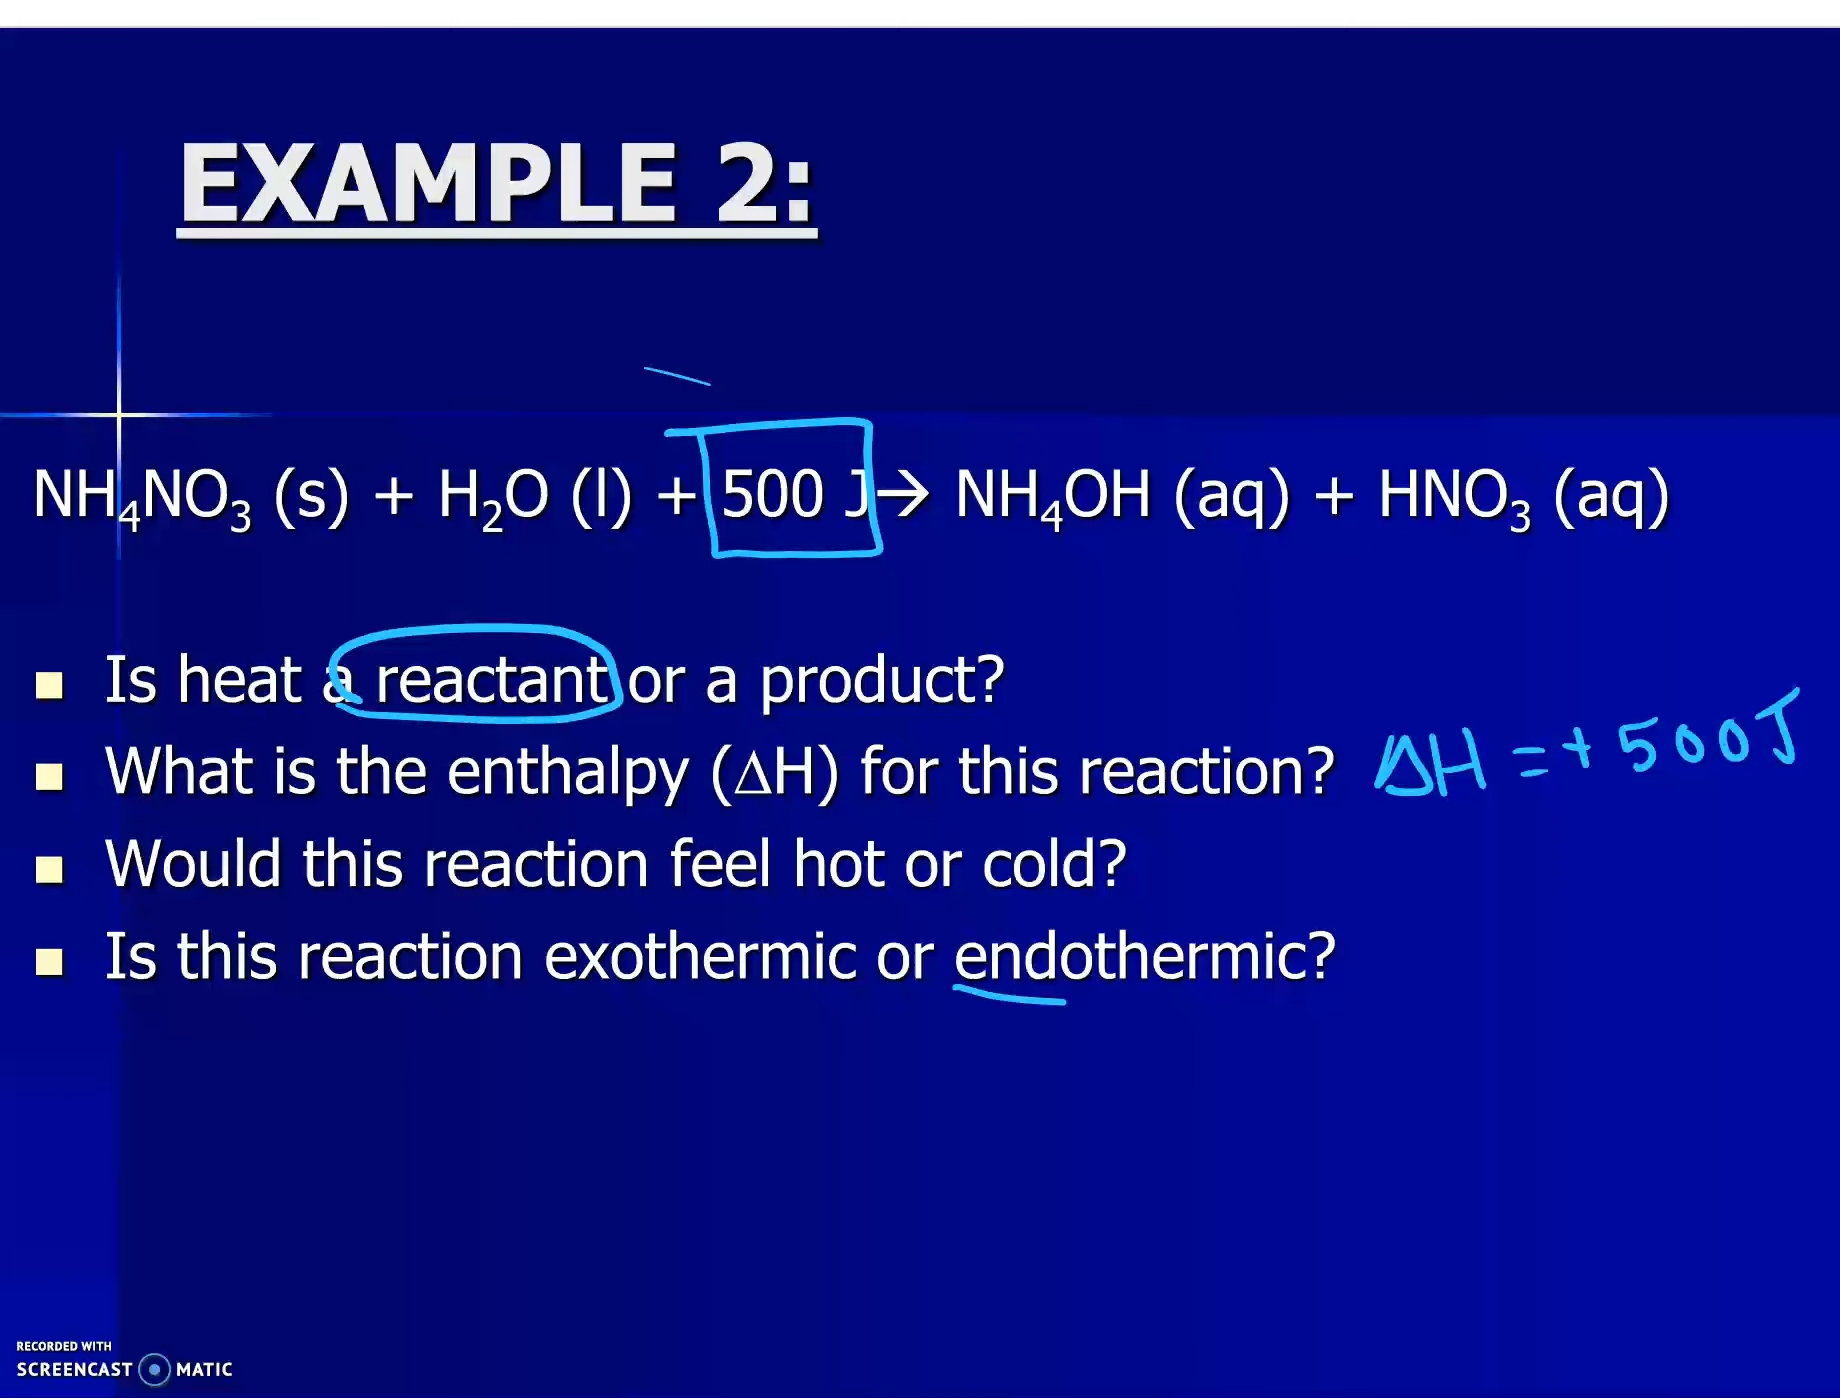 EXAMPLE 2:
NH₄NO₃ (s) + H₂O (l) + 500 J → NH₄OH (aq) + HNO₃ (aq)
Is heat a reactant or a product?
What is the enthalpy (ΔH) for this reaction? ΔH = + 500 J
Would this reaction feel hot or cold?
Is this reaction exothermic or endothermic?
RECORDED WITH
SCREENCAST MATIC